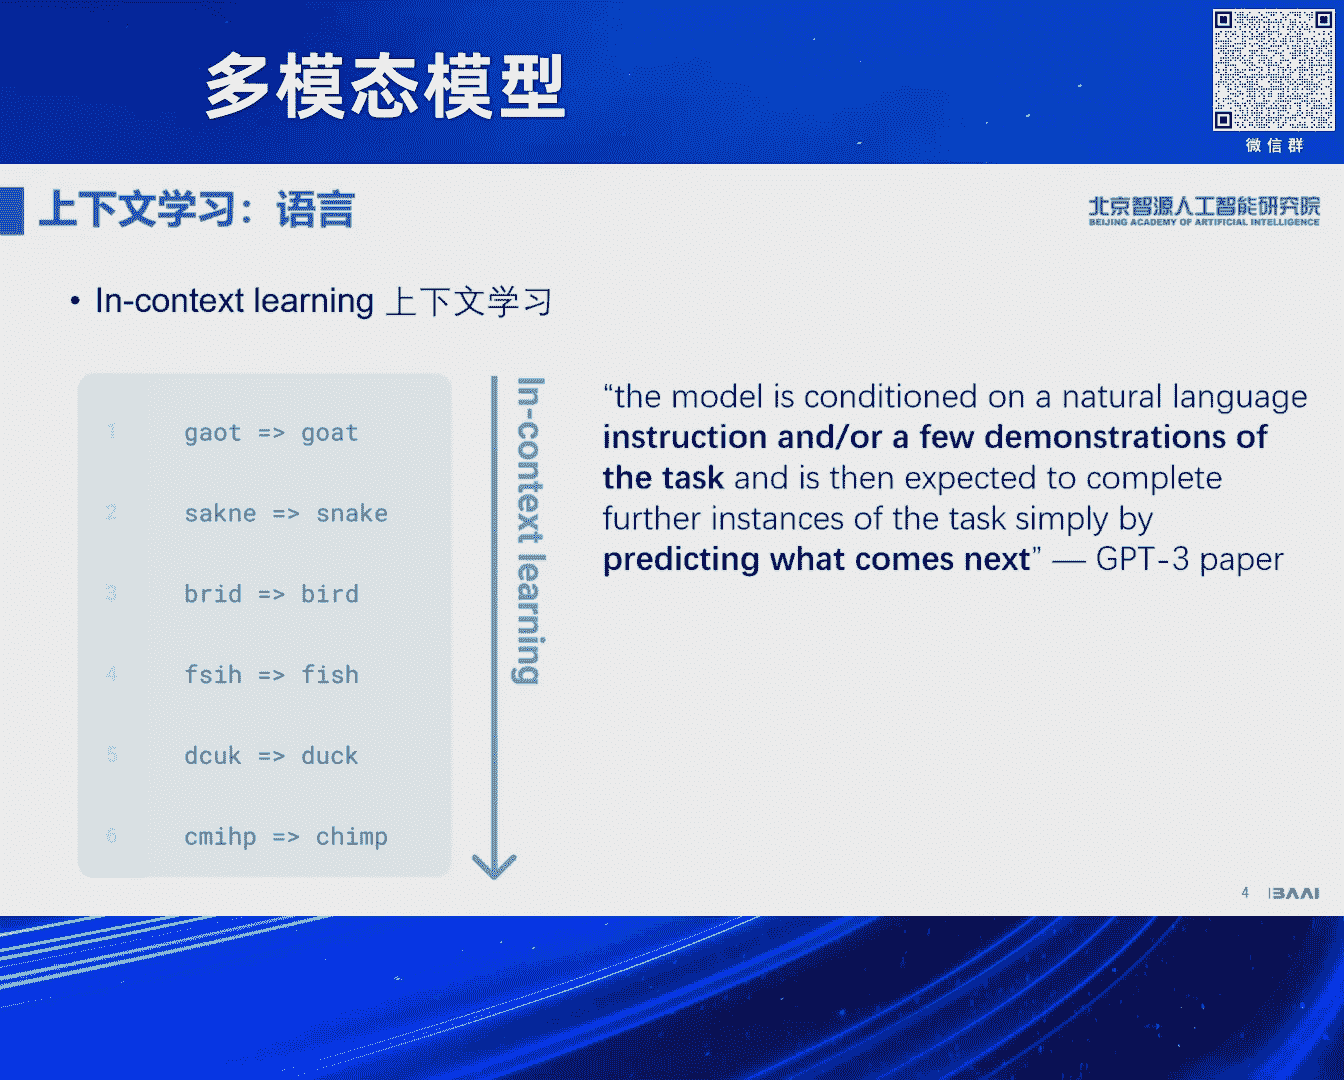 多模态模型
微信群
上下文学习：语言
北京智源人工智能研究院
BEIJING ACADEMY OF ARTIFICIAL INTELLIGENCE
• In-context learning 上下文学习
1 gaot => goat
2 sakne => snake
3 brid => bird
4 fsih => fish
5 dcuk => duck
6 cmihp => chimp
In-context learning
“the model is conditioned on a natural language
instruction and/or a few demonstrations of
the task and is then expected to complete
further instances of the task simply by
predicting what comes next” — GPT-3 paper
4 BAAI